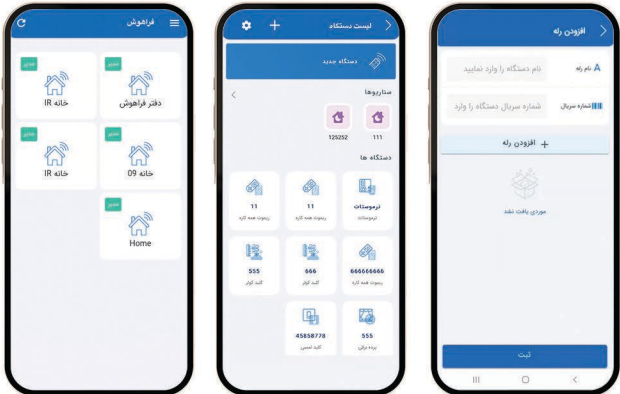 فراهوش
مدیر
مدیر
دفتر فراهوش
خانه IR
مدیر
مدیر
خانه 09
خانه IR
مدیر
Home
لیست دستگاه
دستگاه جدید
سناریوها
111
125252
دستگاه ها
ترموستات
11
11
ترموستات
ریموت همه کاره
ریموت همه کاره
666666666
666
555
ریموت همه کاره
کلید کولر
کلید کولر
555
45858778
پرده برقی
کلید لمسی
افزودن رله
نام رله
نام دستگاه را وارد نمایید
شماره سریال
شماره سریال دستگاه را وارد
+ افزودن رله
موردی یافت نشد
ثبت